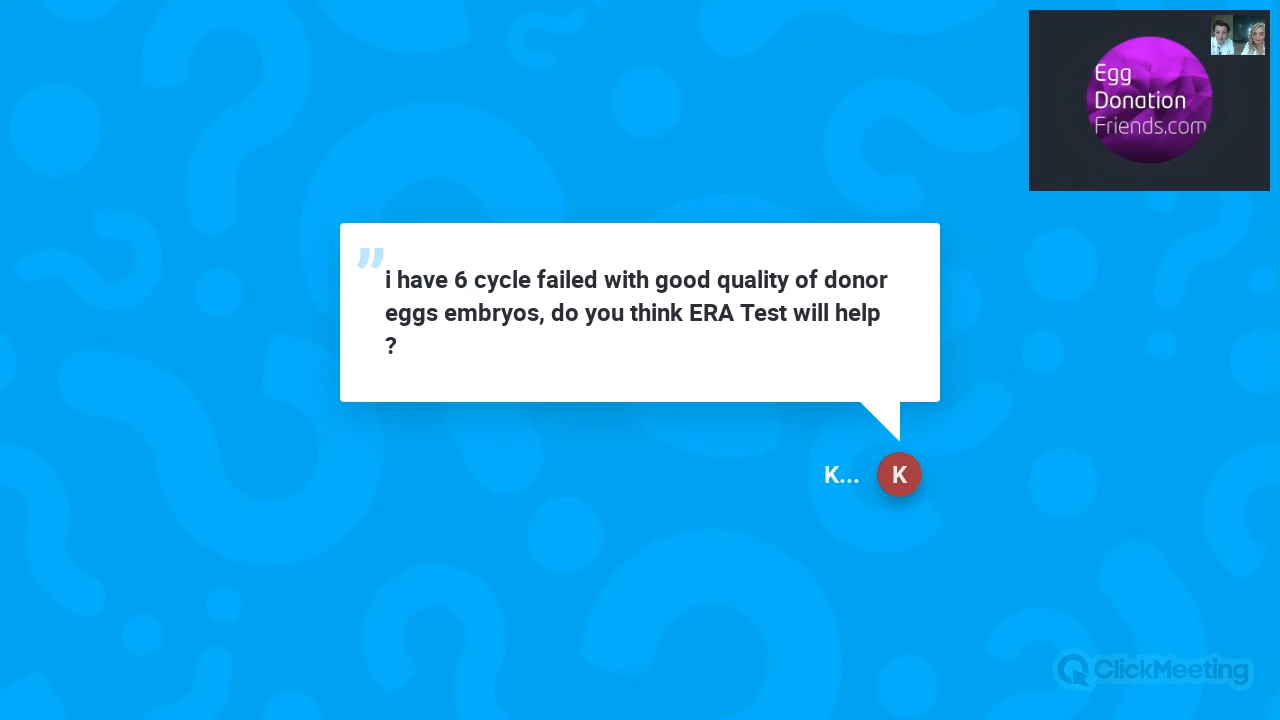 Egg
Donation
Friends.com
"
i have 6 cycle failed with good quality of donor
eggs embryos, do you think ERA Test will help
?
K... K
ClickMeeting